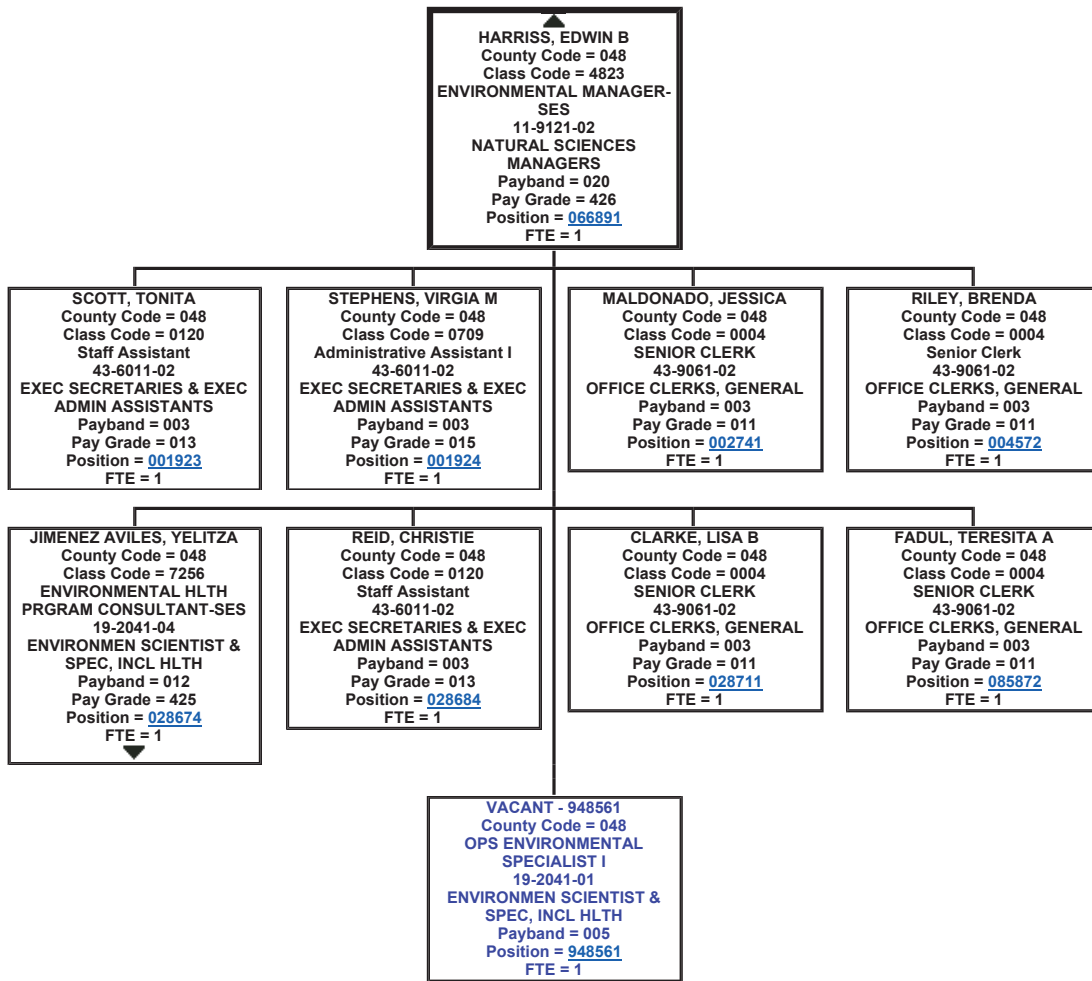 HARRISS, EDWIN B
County Code = 048
Class Code = 4823
ENVIRONMENTAL MANAGER-
SES
11-9121-02
NATURAL SCIENCES
MANAGERS
Payband = 020
Pay Grade = 426
Position = 066891
FTE = 1
SCOTT, TONITA
County Code = 048
Class Code = 0120
Staff Assistant
43-6011-02
EXEC SECRETARIES & EXEC
ADMIN ASSISTANTS
Payband = 003
Pay Grade = 013
Position = 001923
FTE = 1
STEPHENS, VIRGIA M
County Code = 048
Class Code = 0709
Administrative Assistant I
43-6011-02
EXEC SECRETARIES & EXEC
ADMIN ASSISTANTS
Payband = 003
Pay Grade = 015
Position = 001924
FTE = 1
MALDONADO, JESSICA
County Code = 048
Class Code = 0004
SENIOR CLERK
43-9061-02
OFFICE CLERKS, GENERAL
Payband = 003
Pay Grade = 011
Position = 002741
FTE = 1
RILEY, BRENDA
County Code = 048
Class Code = 0004
Senior Clerk
43-9061-02
OFFICE CLERKS, GENERAL
Payband = 003
Pay Grade = 011
Position = 004572
FTE = 1
JIMENEZ AVILES, YELITZA
County Code = 048
Class Code = 7256
ENVIRONMENTAL HLTH
PRGRAM CONSULTANT-SES
19-2041-04
ENVIRONMEN SCIENTIST &
SPEC, INCL HLTH
Payband = 012
Pay Grade = 425
Position = 028674
FTE = 1
REID, CHRISTIE
County Code = 048
Class Code = 0120
Staff Assistant
43-6011-02
EXEC SECRETARIES & EXEC
ADMIN ASSISTANTS
Payband = 003
Pay Grade = 013
Position = 028684
FTE = 1
CLARKE, LISA B
County Code = 048
Class Code = 0004
SENIOR CLERK
43-9061-02
OFFICE CLERKS, GENERAL
Payband = 003
Pay Grade = 011
Position = 028711
FTE = 1
FADUL, TERESITA A
County Code = 048
Class Code = 0004
SENIOR CLERK
43-9061-02
OFFICE CLERKS, GENERAL
Payband = 003
Pay Grade = 011
Position = 085872
FTE = 1
VACANT - 948561
County Code = 048
OPS ENVIRONMENTAL
SPECIALIST I
19-2041-01
ENVIRONMEN SCIENTIST &
SPEC, INCL HLTH
Payband = 005
Position = 948561
FTE = 1